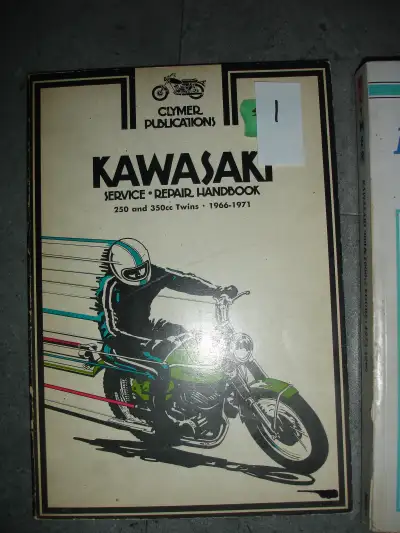 CLYMER
PUBLICATIONS
1
KAWASAKI
SERVICE • REPAIR HANDBOOK
250 and 350cc Twins • 1966-1971